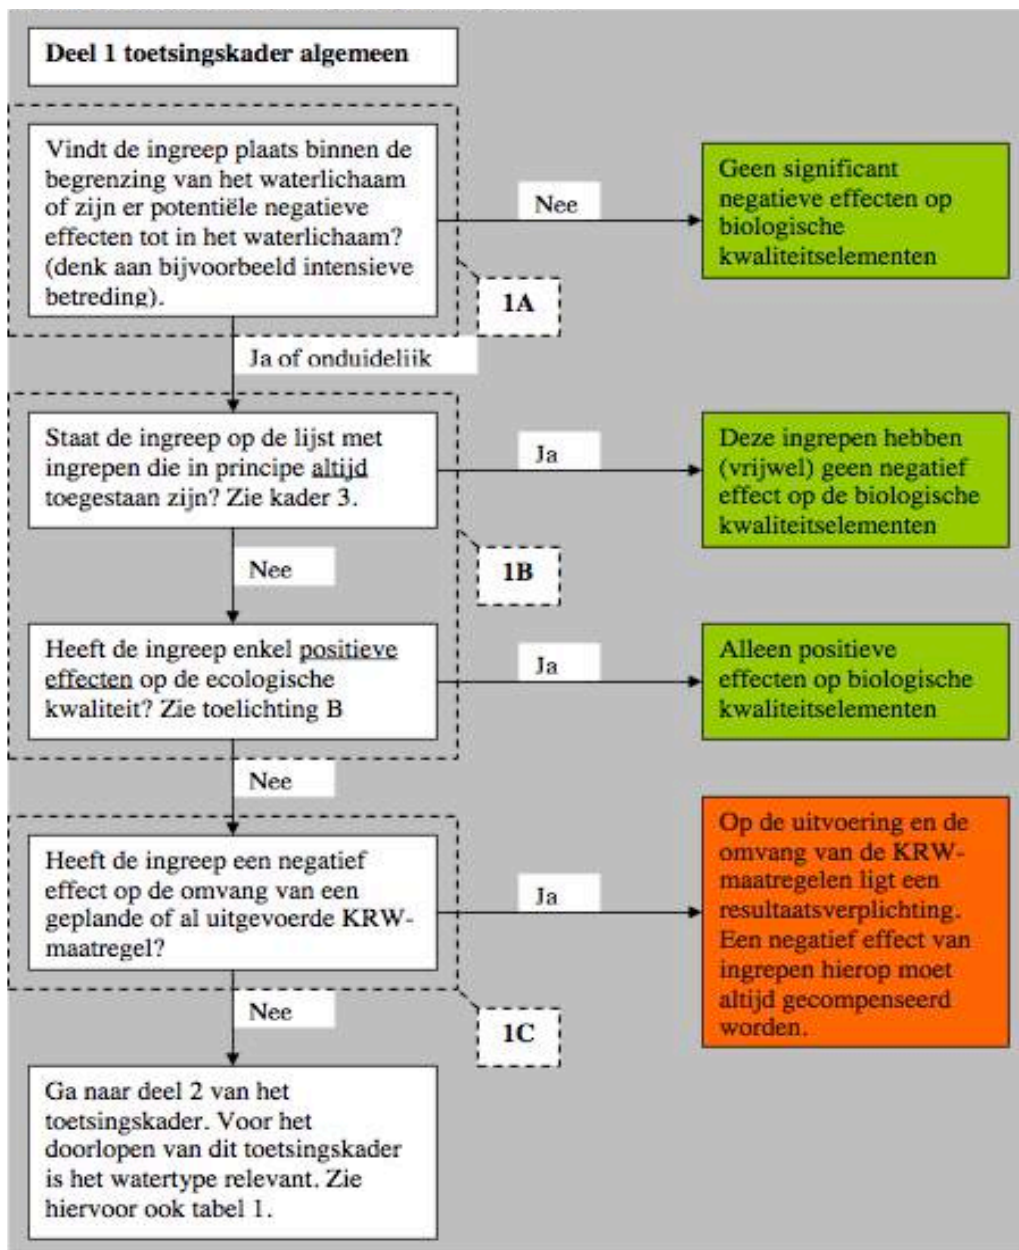 Deel 1 toetsingskader algemeen
Vindt de ingreep plaats binnen de
begrenzing van het waterlichaam
of zijn er potentiële negatieve
effecten tot in het waterlichaam?
(denk aan bijvoorbeeld intensieve
betreding).
Nee
Geen significant
negatieve effecten op
biologische
kwaliteitselementen
1A
Ja of onduidelijk
Staat de ingreep op de lijst met
ingrepen die in principe altijd
toegestaan zijn? Zie kader 3.
Ja
Deze ingrepen hebben
(vrijwel) geen negatief
effect op de biologische
kwaliteitselementen
Nee
1B
Heeft de ingreep enkel positieve
effecten op de ecologische
kwaliteit? Zie toelichting B
Ja
Alleen positieve
effecten op biologische
kwaliteitselementen
Nee
Heeft de ingreep een negatief
effect op de omvang van een
geplande of al uitgevoerde KRW-
maatregel?
Ja
Op de uitvoering en de
omvang van de KRW-
maatregelen ligt een
resultaatsverplichting.
Een negatief effect van
ingrepen hierop moet
altijd gecompenseerd
worden.
Nee
1C
Ga naar deel 2 van het
toetsingskader. Voor het
doorlopen van dit toetsingskader
is het watertype relevant. Zie
hiervoor ook tabel 1.